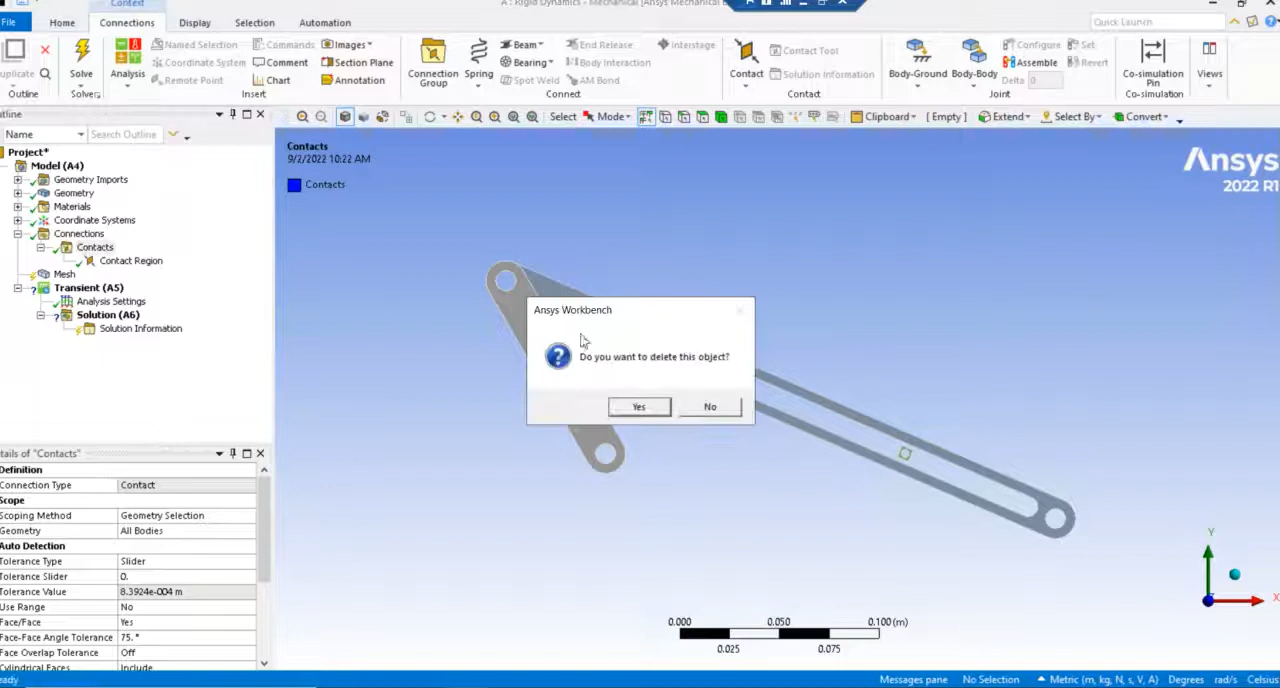 Context
A : Rigid Dynamics - Mechanical [Ansys Mechanical
File Home Connections Display Selection Automation
Quick Launch
uplicate
Outline
Solve
Solver
Analysis
Named Selection
Coordinate System
Remote Point
Commands
Comment
Chart
Images
Section Plane
Annotation
Insert
Connection Group
Spring
Beam
Bearing
Spot Weld
End Release
Body Interaction
AM Bond
Interstage
Connect
Contact
Contact Tool
Solution Information
Contact
Body-Ground
Body-Body
Configure
Assemble
Delta 0
Set
Revert
Joint
Co-simulation Pin
Co-simulation
Views
utline
Name Search Outline
Select Mode Clipboard [ Empty ] Extend Select By Convert
Project*
Model (A4)
Geometry Imports
Geometry
Materials
Coordinate Systems
Connections
Contacts
Contact Region
Mesh
Transient (A5)
Analysis Settings
Solution (A6)
Solution Information
Contacts
9/2/2022 10:22 AM
Contacts
Ansys
2022 R1
Ansys Workbench
Do you want to delete this object?
Yes No
etails of "Contacts"
Definition
Connection Type Contact
Scope
Scoping Method Geometry Selection
Geometry All Bodies
Auto Detection
Tolerance Type Slider
Tolerance Slider 0.
Tolerance Value 8.3924e-004 m
Use Range No
Face/Face Yes
Face-Face Angle Tolerance 75. °
Face Overlap Tolerance Off
Cylindrical Faces Include
Y
X
0.000 0.050 0.100 (m)
0.025 0.075
eady
Messages pane No Selection Metric (m, kg, N, s, V, A) Degrees rad/s Celsius